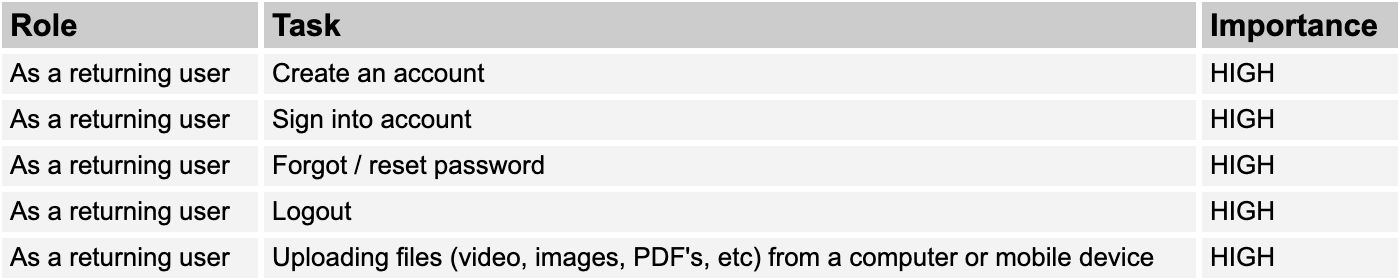 Role Task Importance
As a returning user Create an account HIGH
As a returning user Sign into account HIGH
As a returning user Forgot / reset password HIGH
As a returning user Logout HIGH
As a returning user Uploading files (video, images, PDF's, etc) from a computer or mobile device HIGH